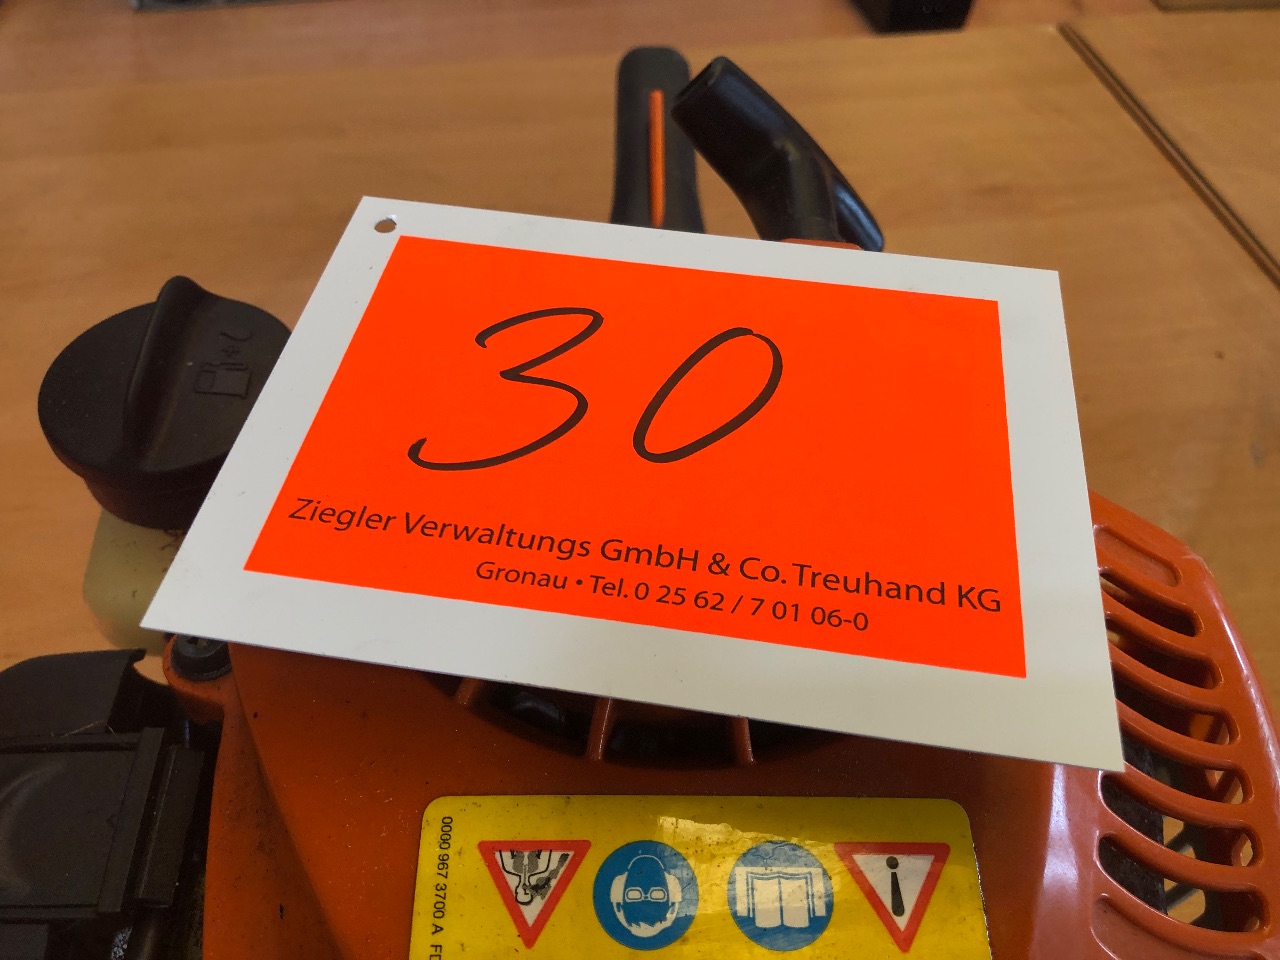 30
Ziegler Verwaltungs GmbH & Co. Treuhand KG
Gronau • Tel. 0 25 62 / 7 01 06-0
0000 967 3700 A